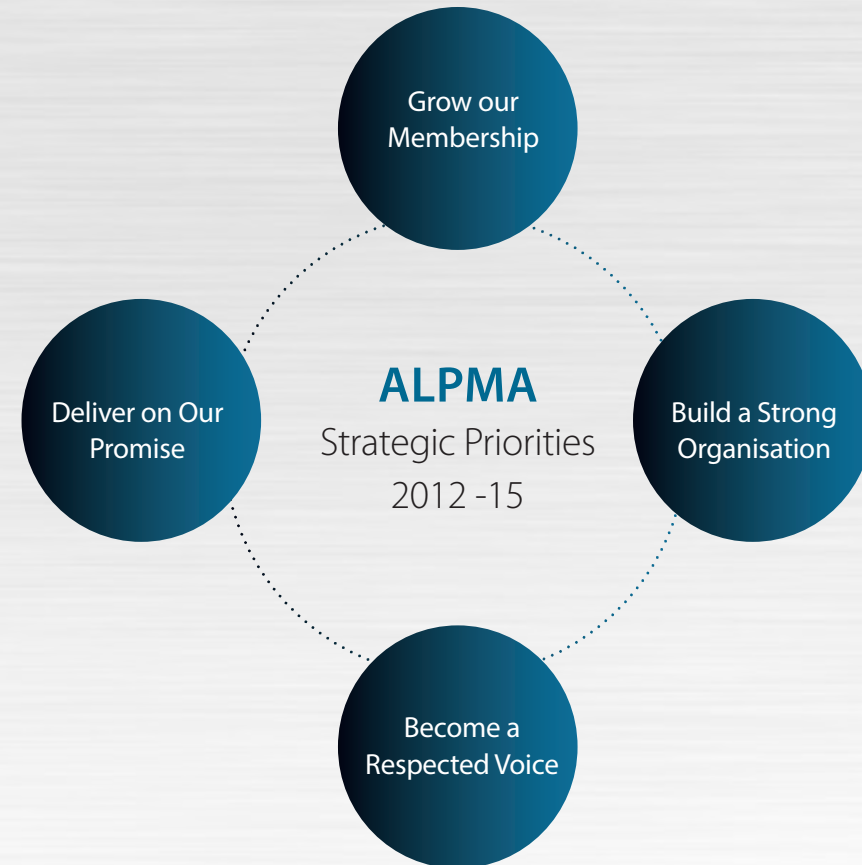 Grow our
Membership
Deliver on Our
Promise
ALPMA
Strategic Priorities
2012 -15
Build a Strong
Organisation
Become a
Respected Voice